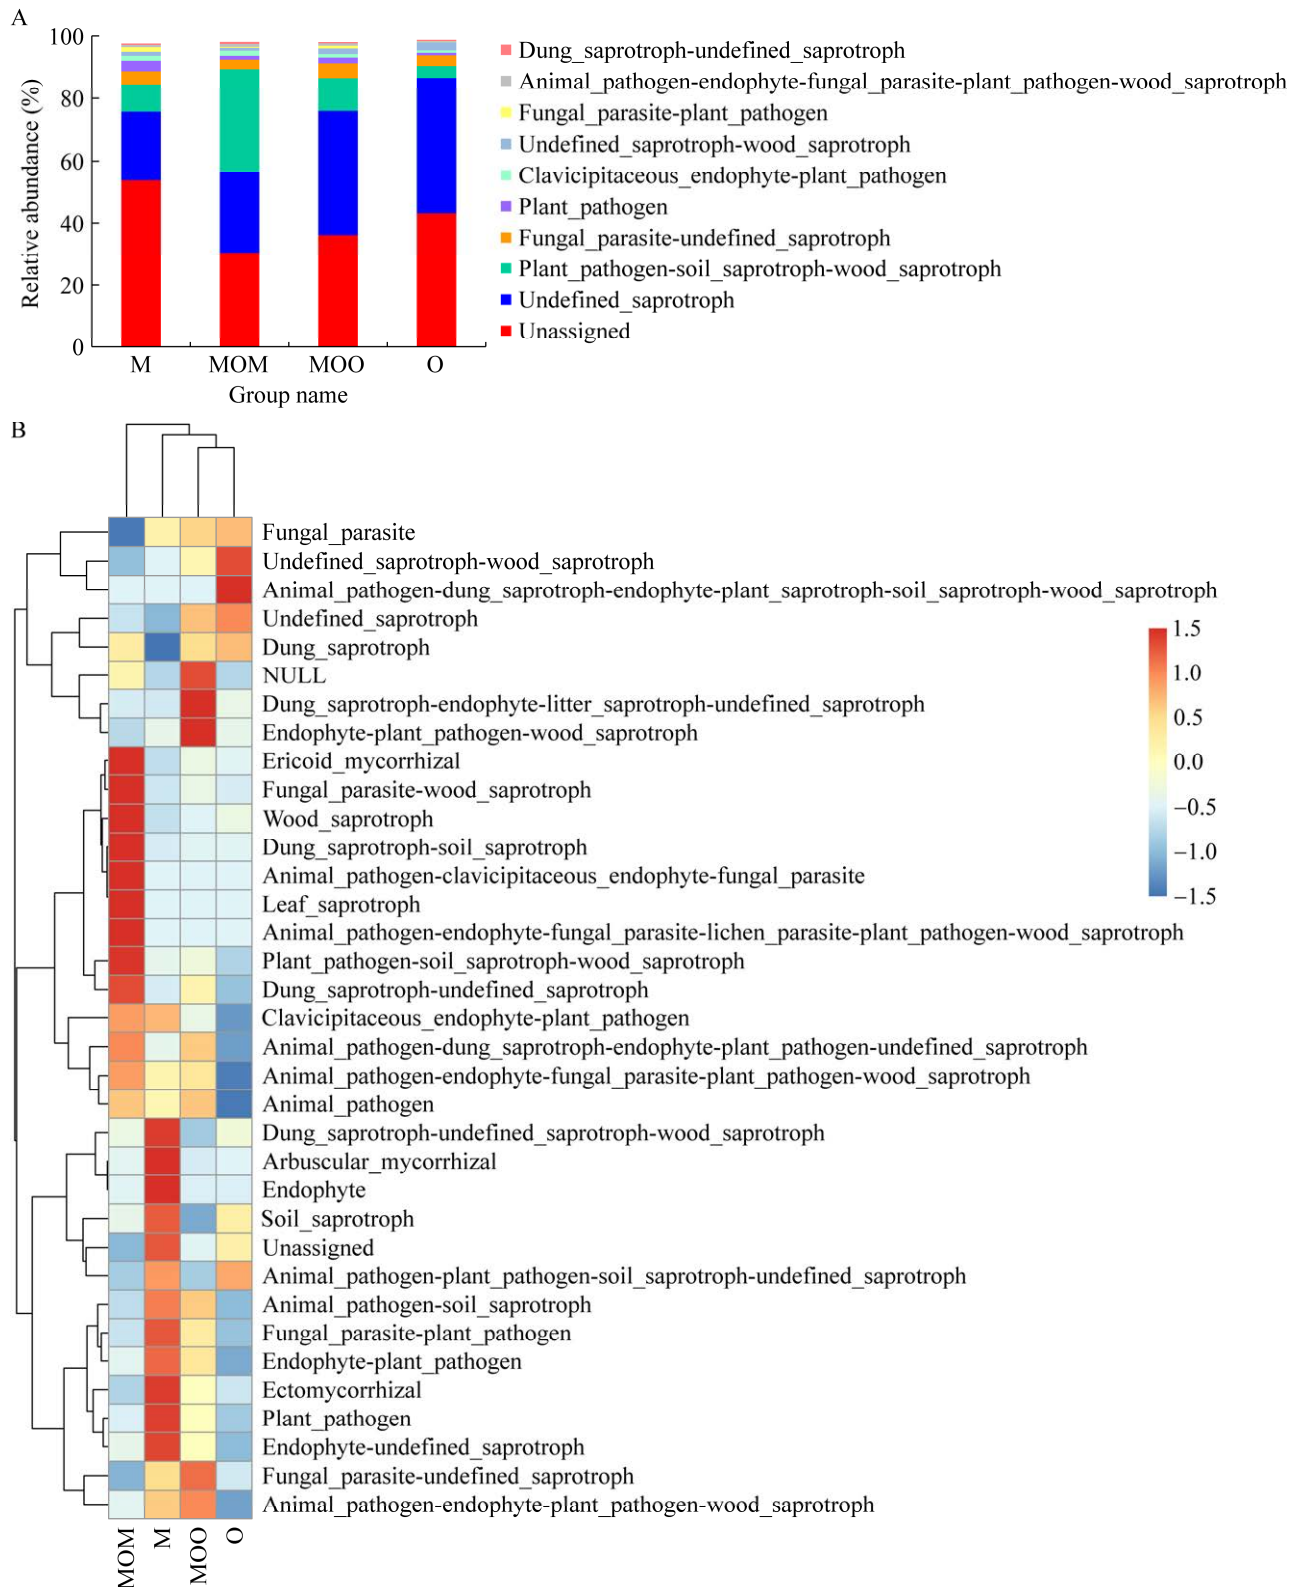 A
100
80
60
40
20
0
Relative abundance (%)
M
MOM
MOO
O
Group name
Dung_saprotroph-undefined_saprotroph
Animal_pathogen-endophyte-fungal_parasite-plant_pathogen-wood_saprotroph
Fungal_parasite-plant_pathogen
Undefined_saprotroph-wood_saprotroph
Clavicipitaceous_endophyte-plant_pathogen
Plant_pathogen
Fungal_parasite-undefined_saprotroph
Plant_pathogen-soil_saprotroph-wood_saprotroph
Undefined_saprotroph
Unassigned
B
Fungal_parasite
Undefined_saprotroph-wood_saprotroph
Animal_pathogen-dung_saprotroph-endophyte-plant_saprotroph-soil_saprotroph-wood_saprotroph
Undefined_saprotroph
Dung_saprotroph
NULL
Dung_saprotroph-endophyte-litter_saprotroph-undefined_saprotroph
Endophyte-plant_pathogen-wood_saprotroph
Ericoid_mycorrhizal
Fungal_parasite-wood_saprotroph
Wood_saprotroph
Dung_saprotroph-soil_saprotroph
Animal_pathogen-clavicipitaceous_endophyte-fungal_parasite
Leaf_saprotroph
Animal_pathogen-endophyte-fungal_parasite-lichen_parasite-plant_pathogen-wood_saprotroph
Plant_pathogen-soil_saprotroph-wood_saprotroph
Dung_saprotroph-undefined_saprotroph
Clavicipitaceous_endophyte-plant_pathogen
Animal_pathogen-dung_saprotroph-endophyte-plant_pathogen-undefined_saprotroph
Animal_pathogen-endophyte-fungal_parasite-plant_pathogen-wood_saprotroph
Animal_pathogen
Dung_saprotroph-undefined_saprotroph-wood_saprotroph
Arbuscular_mycorrhizal
Endophyte
Soil_saprotroph
Unassigned
Animal_pathogen-plant_pathogen-soil_saprotroph-undefined_saprotroph
Animal_pathogen-soil_saprotroph
Fungal_parasite-plant_pathogen
Endophyte-plant_pathogen
Ectomycorrhizal
Plant_pathogen
Endophyte-undefined_saprotroph
Fungal_parasite-undefined_saprotroph
Animal_pathogen-endophyte-plant_pathogen-wood_saprotroph
1.5
1.0
0.5
0.0
−0.5
−1.0
−1.5
MOM
M
MOO
O